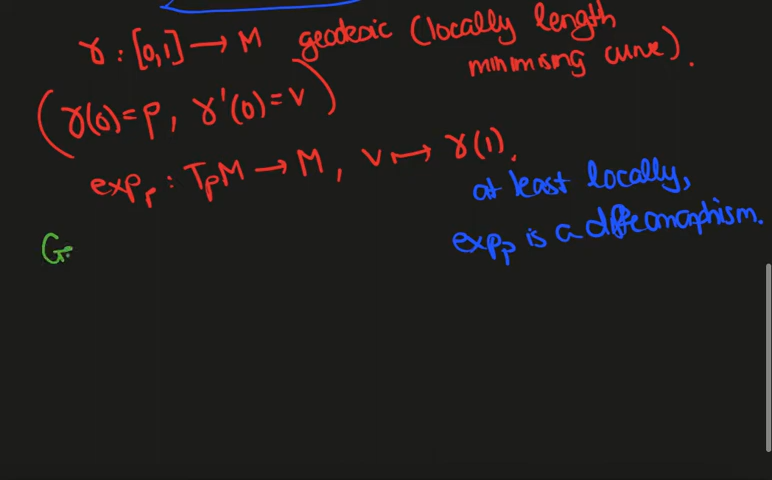 γ : [0,1] → M geodesic (locally length
minimising curve).
(γ(0) = p, γ'(0) = v)
exp_p : T_pM → M, v ↦ γ(1).
at least locally,
exp_p is a diffeomorphism.
G